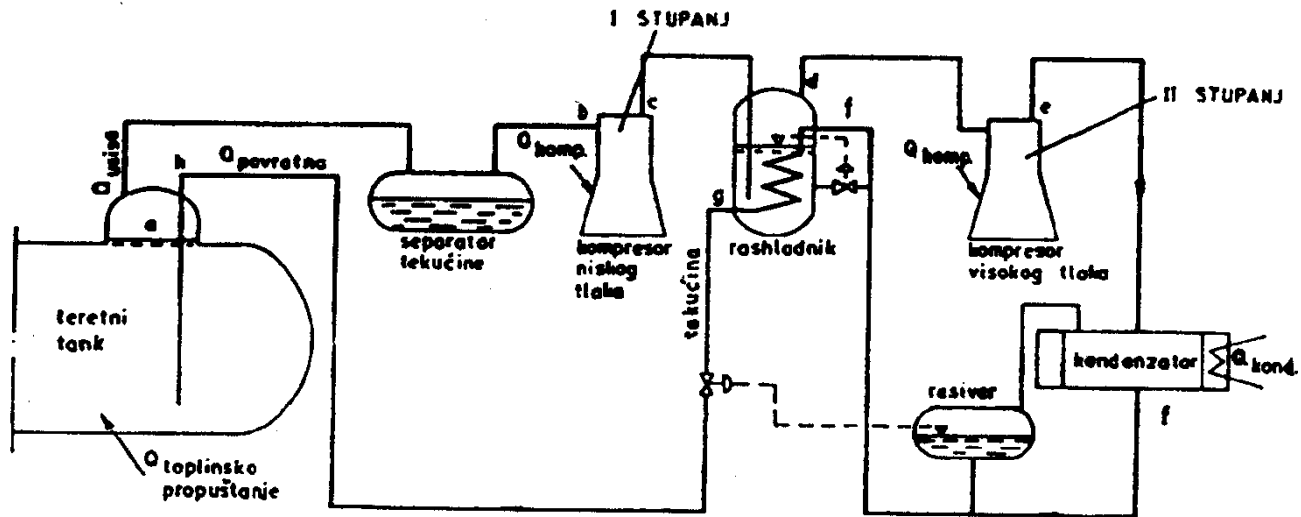 I STUPANJ
II STUPANJ
b
c
d
e
f
h
Q povratna
Q komp.
Q komp.
a
g
separator
tekućine
kompresor
niskog
tlaka
rashladnik
kompresor
visokog tlaka
teretni
tank
tekućina
kondenzator
Q kond.
resiver
f
Q toplinsko
propuštanje